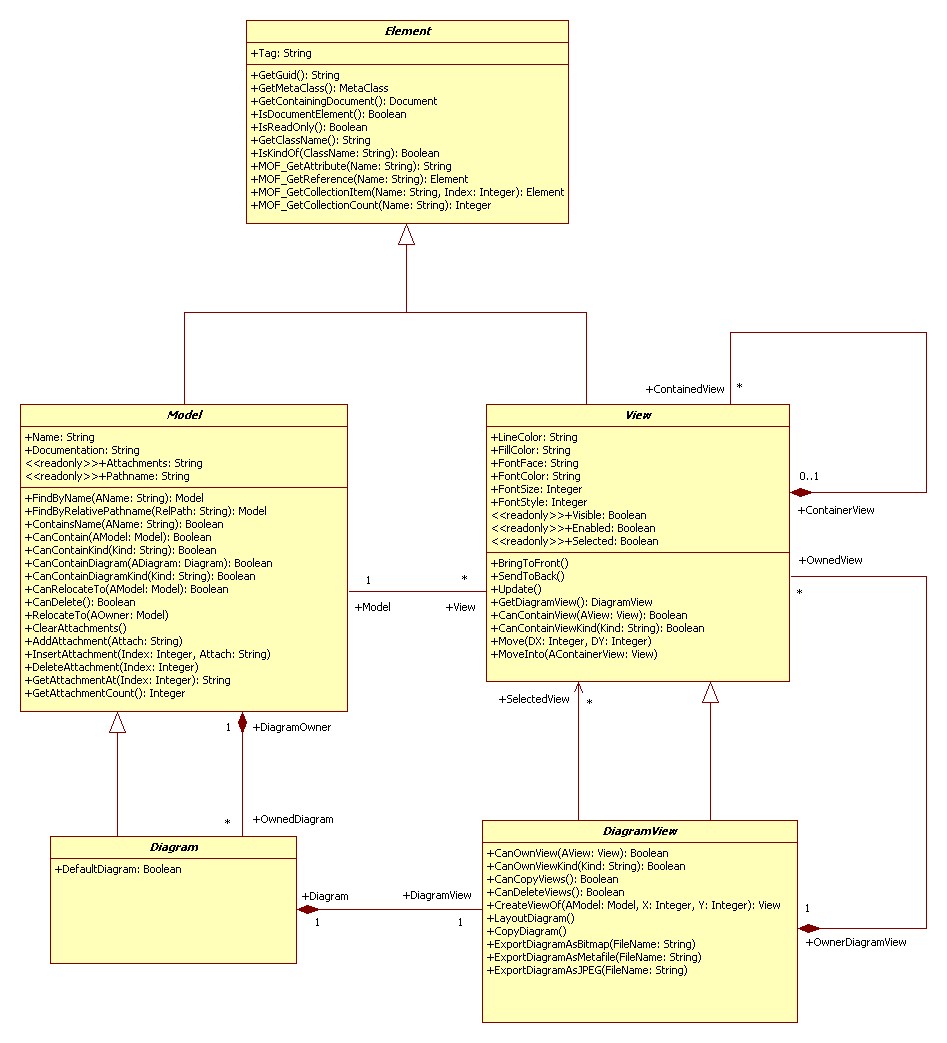 Element
+Tag: String
+GetGuid(): String
+GetMetaClass(): MetaClass
+GetContainingDocument(): Document
+IsDocumentElement(): Boolean
+IsReadOnly(): Boolean
+GetClassName(): String
+IsKindOf(ClassName: String): Boolean
+MOF_GetAttribute(Name: String): String
+MOF_GetReference(Name: String): Element
+MOF_GetCollectionItem(Name: String, Index: Integer): Element
+MOF_GetCollectionCount(Name: String): Integer
+ContainedView *
Model
+Name: String
+Documentation: String
<<readonly>>+Attachments: String
<<readonly>>+Pathname: String
+FindByName(AName: String): Model
+FindByRelativePathname(RelPath: String): Model
+ContainsName(AName: String): Boolean
+CanContain(AModel: Model): Boolean
+CanContainKind(Kind: String): Boolean
+CanContainDiagram(ADiagram: Diagram): Boolean
+CanContainDiagramKind(Kind: String): Boolean
+CanRelocateTo(AModel: Model): Boolean
+CanDelete(): Boolean
+RelocateTo(AOwner: Model)
+ClearAttachments()
+AddAttachment(Attach: String)
+InsertAttachment(Index: Integer, Attach: String)
+DeleteAttachment(Index: Integer)
+GetAttachmentAt(Index: Integer): String
+GetAttachmentCount(): Integer
1 *
+Model +View
View
+LineColor: String
+FillColor: String
+FontFace: String
+FontColor: String
+FontSize: Integer
+FontStyle: Integer
<<readonly>>+Visible: Boolean
<<readonly>>+Enabled: Boolean
<<readonly>>+Selected: Boolean
+BringToFront()
+SendToBack()
+Update()
+GetDiagramView(): DiagramView
+CanContainView(AView: View): Boolean
+CanContainViewKind(Kind: String): Boolean
+Move(DX: Integer, DY: Integer)
+MoveInto(AContainerView: View)
0..1
+ContainerView
+OwnedView
*
+SelectedView *
1 +DiagramOwner
* +OwnedDiagram
Diagram
+DefaultDiagram: Boolean
+Diagram +DiagramView
1 1
DiagramView
+CanOwnView(AView: View): Boolean
+CanOwnViewKind(Kind: String): Boolean
+CanCopyViews(): Boolean
+CanDeleteViews(): Boolean
+CreateViewOf(AModel: Model, X: Integer, Y: Integer): View
+LayoutDiagram()
+CopyDiagram()
+ExportDiagramAsBitmap(FileName: String)
+ExportDiagramAsMetafile(FileName: String)
+ExportDiagramAsJPEG(FileName: String)
1
+OwnerDiagramView